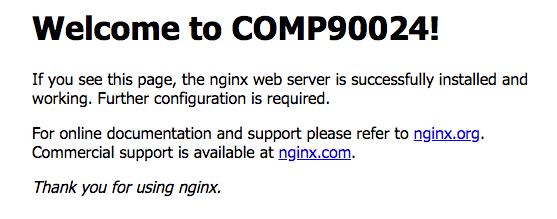 Welcome to COMP90024!
If you see this page, the nginx web server is successfully installed and
working. Further configuration is required.
For online documentation and support please refer to nginx.org.
Commercial support is available at nginx.com.
Thank you for using nginx.